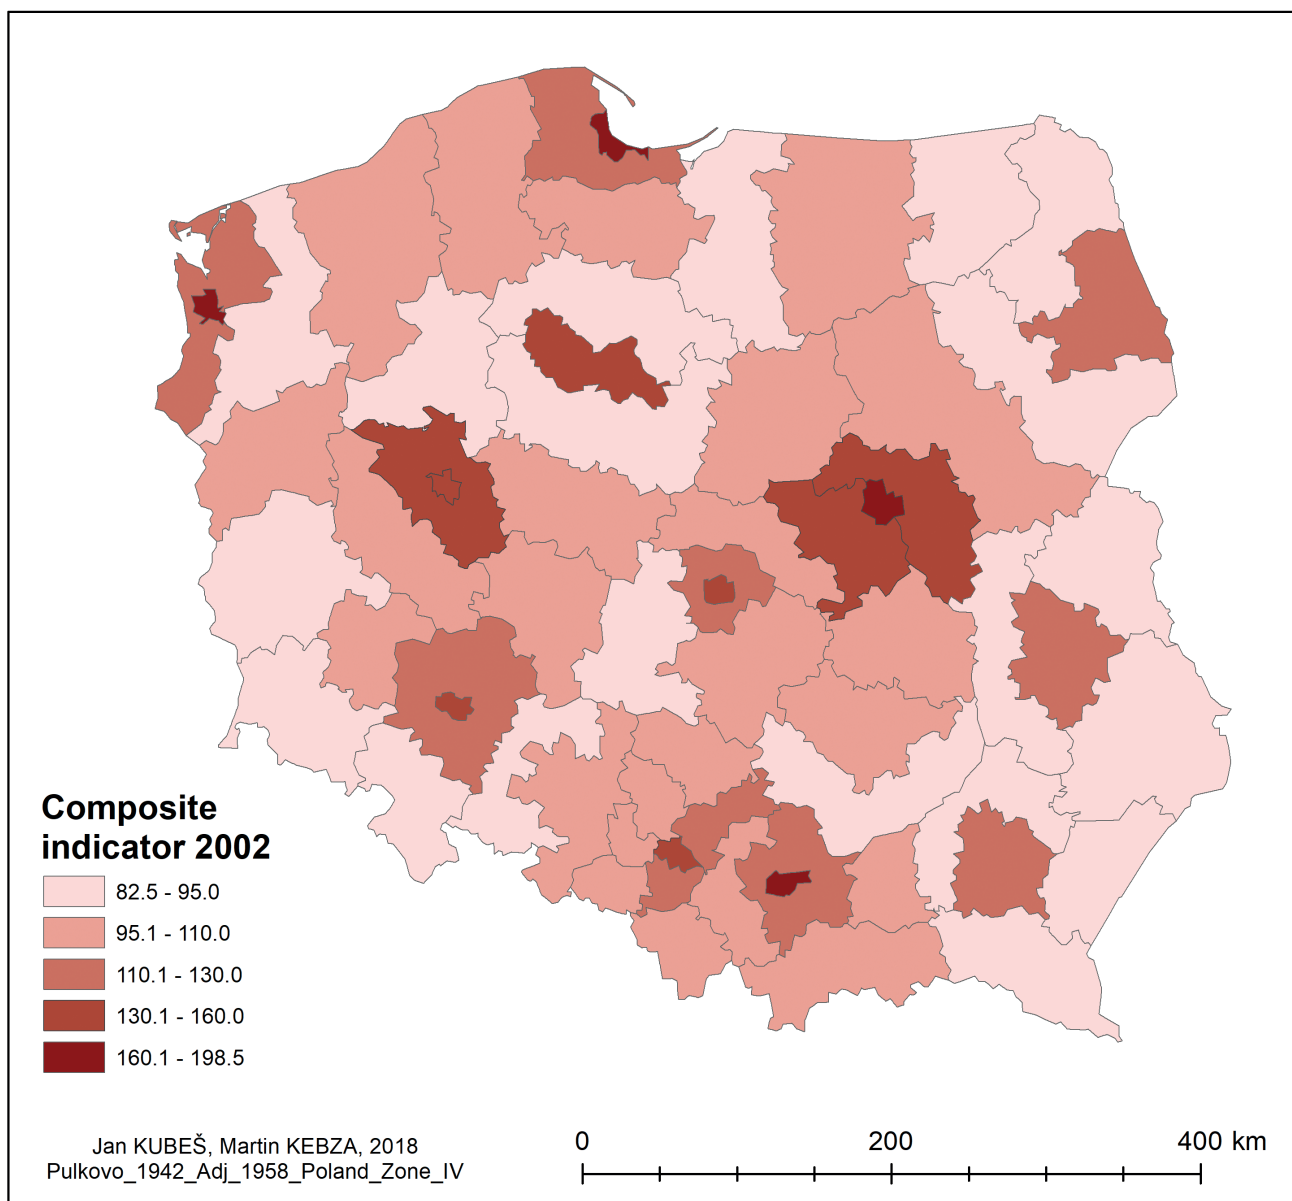 Composite
indicator 2002
82.5 - 95.0
95.1 - 110.0
110.1 - 130.0
130.1 - 160.0
160.1 - 198.5
Jan KUBEŠ, Martin KEBZA, 2018
Pulkovo_1942_Adj_1958_Poland_Zone_IV
0 200 400 km